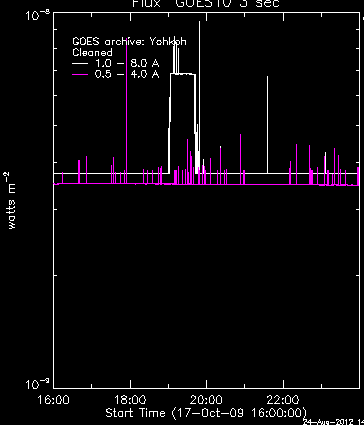 Flux GOES10 3 sec
10⁻⁸
GOES archive: Yohkoh
Cleaned
1.0 - 8.0 A
0.5 - 4.0 A
watts m⁻²
10⁻⁹
16:00 18:00 20:00 22:00
Start Time (17-Oct-09 16:00:00)
24-Aug-2012